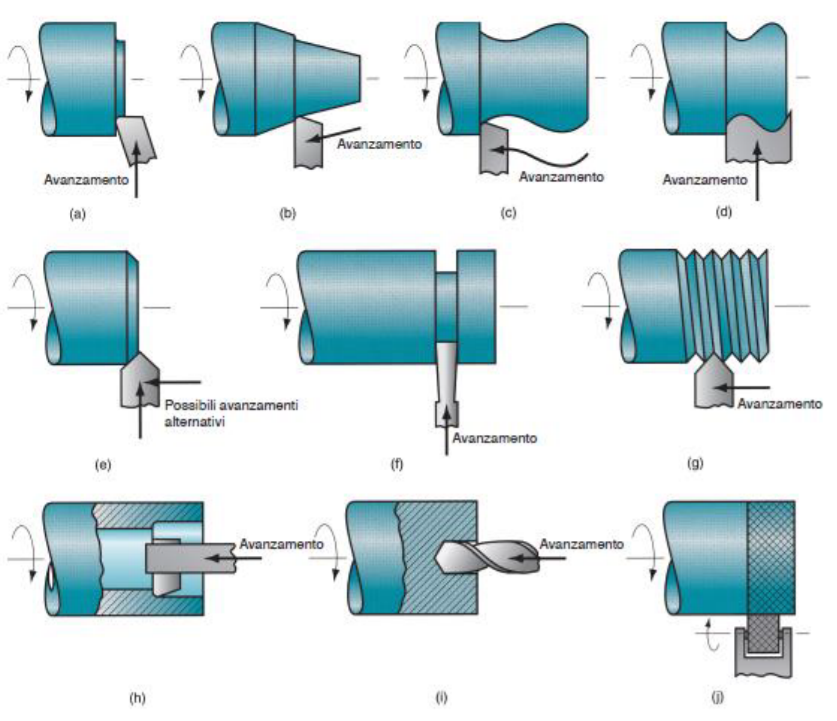 Avanzamento
(a)
Avanzamento
(b)
Avanzamento
(c)
Avanzamento
(d)
Possibili avanzamenti
alternativi
(e)
Avanzamento
(f)
Avanzamento
(g)
Avanzamento
(h)
Avanzamento
(i)
(j)